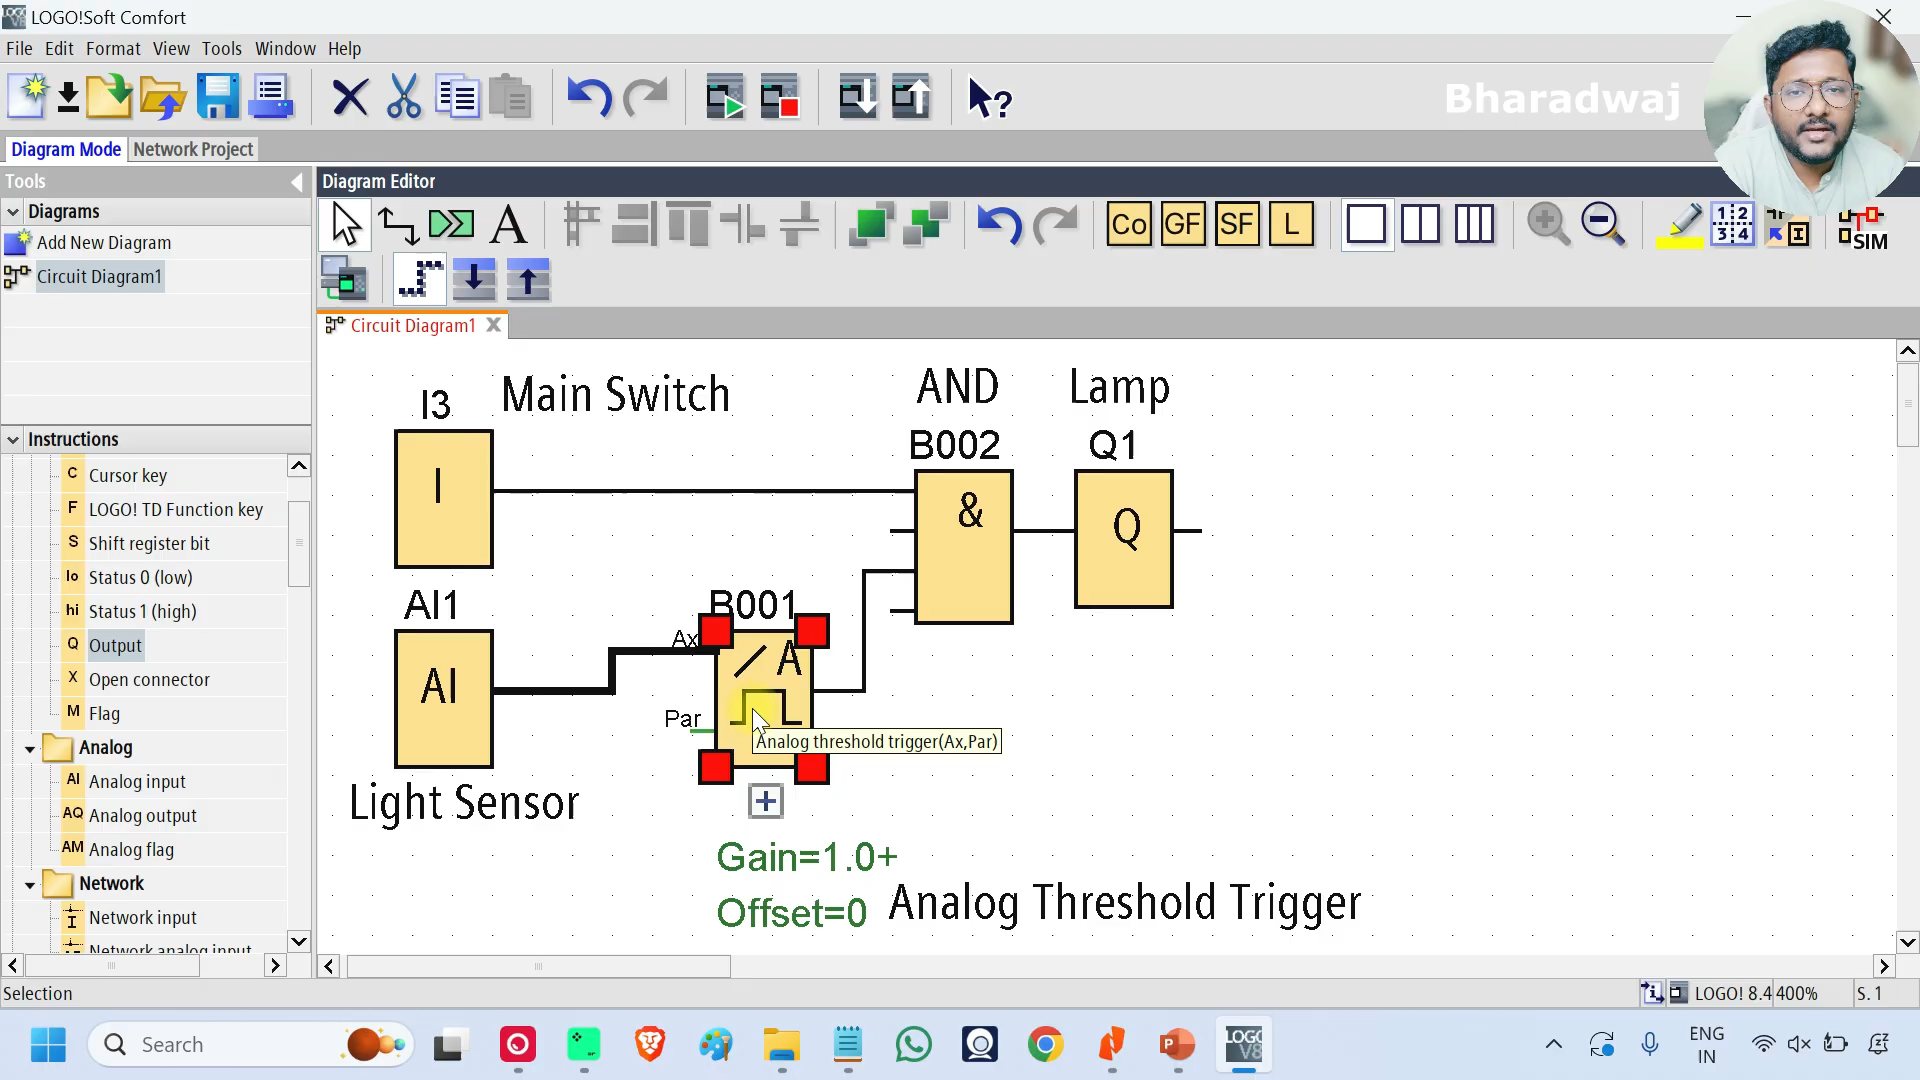 LOGO!Soft Comfort
File Edit Format View Tools Window Help
Bharadwaj
Diagram Mode Network Project
Tools
Diagrams
Add New Diagram
Circuit Diagram1
Instructions
C Cursor key
F LOGO! TD Function key
S Shift register bit
lo Status 0 (low)
hi Status 1 (high)
Q Output
X Open connector
M Flag
Analog
AI Analog input
AQ Analog output
AM Analog flag
Network
I Network input
Network analog input
Selection
Diagram Editor
A Co GF SF L 1 2 3 4 I SIM
Circuit Diagram1
I3 Main Switch
I
AND Lamp
B002 Q1
& Q
AI1
AI
Light Sensor
B001
Ax
A
Par
Analog threshold trigger(Ax,Par)
Gain=1.0+
Offset=0
Analog Threshold Trigger
LOGO! 8.4 400% S. 1
Search
LOGO
V8
ENG
IN